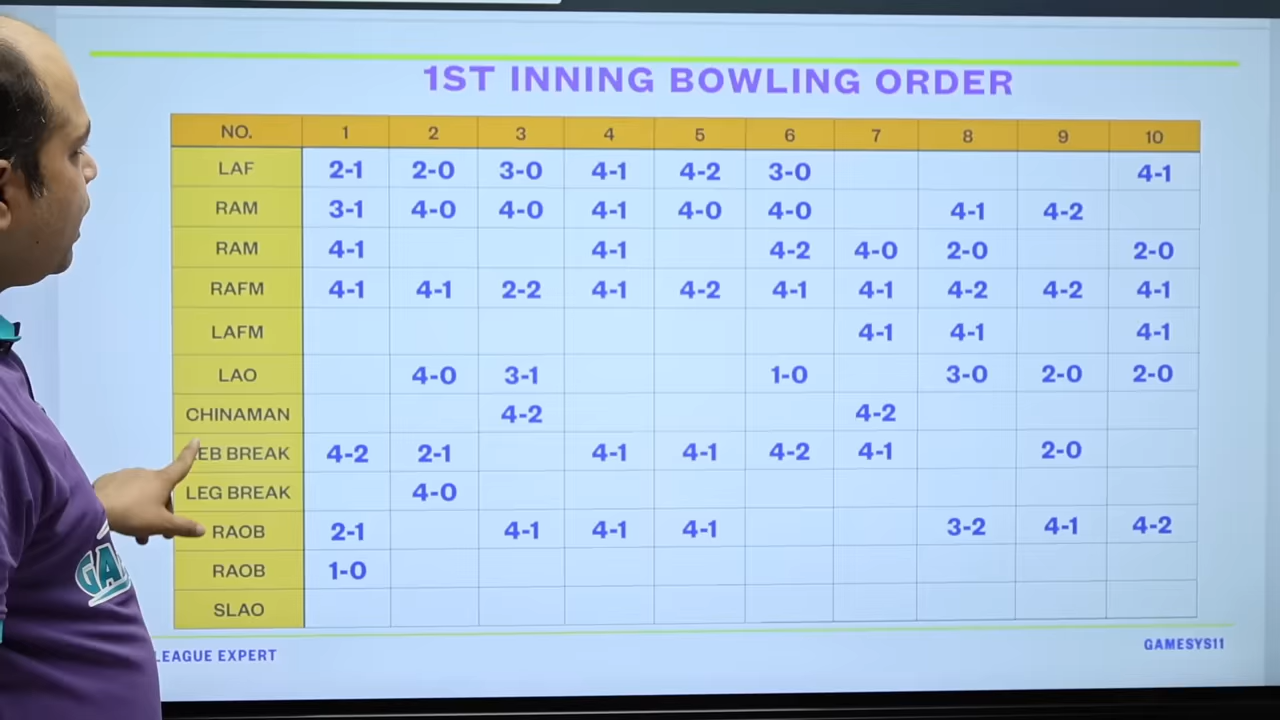 1ST INNING BOWLING ORDER
NO. 1 2 3 4 5 6 7 8 9 10
LAF 2-1 2-0 3-0 4-1 4-2 3-0 4-1
RAM 3-1 4-0 4-0 4-1 4-0 4-0 4-1 4-2
RAM 4-1 4-1 4-2 4-0 2-0 2-0
RAFM 4-1 4-1 2-2 4-1 4-2 4-1 4-1 4-2 4-2 4-1
LAFM 4-1 4-1 4-1
LAO 4-0 3-1 1-0 3-0 2-0 2-0
CHINAMAN 4-2 4-2
EB BREAK 4-2 2-1 4-1 4-1 4-2 4-1 2-0
LEG BREAK 4-0
RAOB 2-1 4-1 4-1 4-1 3-2 4-1 4-2
RAOB 1-0
SLAO
LEAGUE EXPERT GAMESYS11
GA